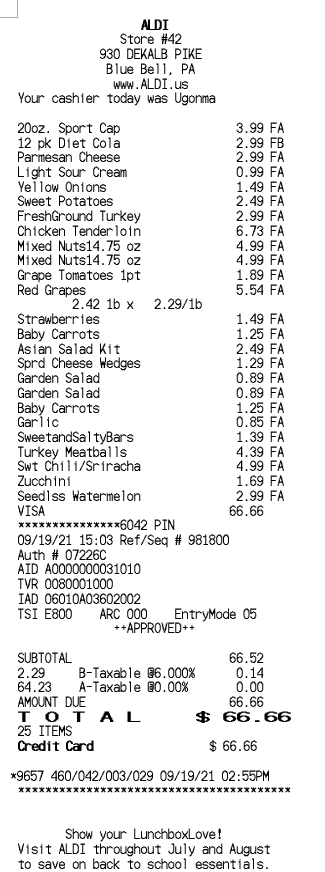 ALDI
Store #42
930 DEKALB PIKE
Blue Bell, PA
www.ALDI.us
Your cashier today was Ugonma
20oz. Sport Cap 3.99 FA
12 pk Diet Cola 2.99 FB
Parmesan Cheese 2.99 FA
Light Sour Cream 0.99 FA
Yellow Onions 1.49 FA
Sweet Potatoes 2.49 FA
FreshGround Turkey 2.99 FA
Chicken Tenderloin 6.73 FA
Mixed Nuts14.75 oz 4.99 FA
Mixed Nuts14.75 oz 4.99 FA
Grape Tomatoes 1pt 1.89 FA
Red Grapes 5.54 FA
2.42 1b x 2.29/1b
Strawberries 1.49 FA
Baby Carrots 1.25 FA
Asian Salad Kit 2.49 FA
Sprd Cheese Wedges 1.29 FA
Garden Salad 0.89 FA
Garden Salad 0.89 FA
Baby Carrots 1.25 FA
Garlic 0.85 FA
SweetandSaltyBars 1.39 FA
Turkey Meatballs 4.39 FA
Swt Chili/Sriracha 4.99 FA
Zucchini 1.69 FA
Seedlss Watermelon 2.99 FA
VISA 66.66
***************6042 PIN
09/19/21 15:03 Ref/Seq # 981800
Auth # 07226C
AID A0000000031010
TVR 0080001000
IAD 06010A03602002
TSI E800 ARC 000 EntryMode 05
++APPROVED++
SUBTOTAL 66.52
2.29 B-Taxable @6.000% 0.14
64.23 A-Taxable @0.00% 0.00
AMOUNT DUE 66.66
T O T A L $ 66.66
25 ITEMS
Credit Card $ 66.66
*9657 460/042/003/029 09/19/21 02:55PM
****************************************
Show your LunchboxLove!
Visit ALDI throughout July and August
to save on back to school essentials.